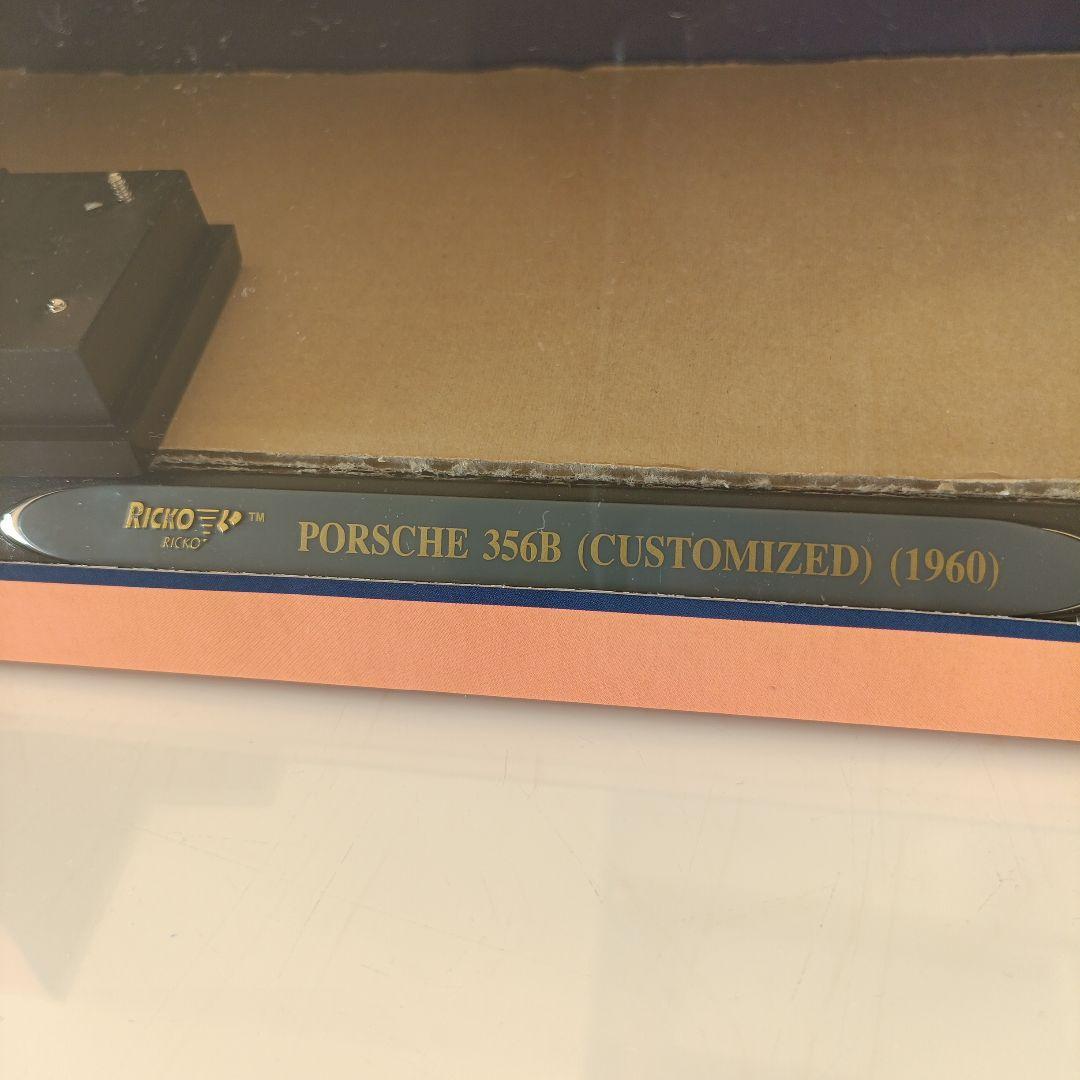 RICKO ™
RICKO
PORSCHE 356B (CUSTOMIZED) (1960)